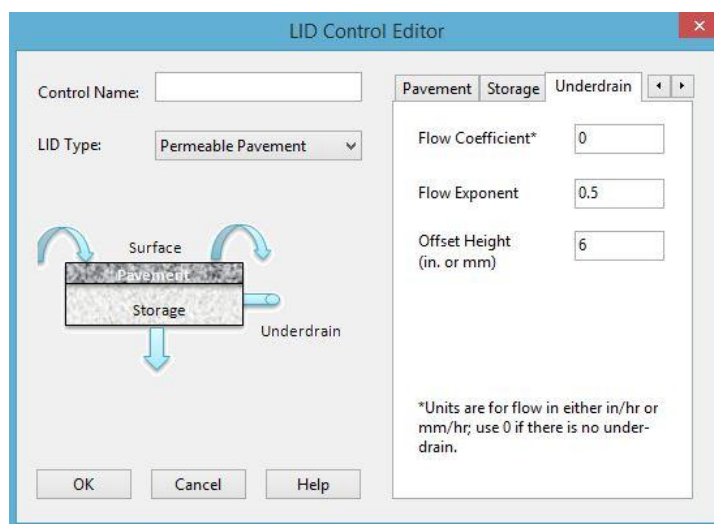 LID Control Editor
Control Name:
LID Type:
Permeable Pavement
Surface
Pavement
Storage
Underdrain
OK
Cancel
Help
Pavement
Storage
Underdrain
Flow Coefficient*
0
Flow Exponent
0.5
Offset Height
(in. or mm)
6
*Units are for flow in either in/hr or
mm/hr; use 0 if there is no under-
drain.